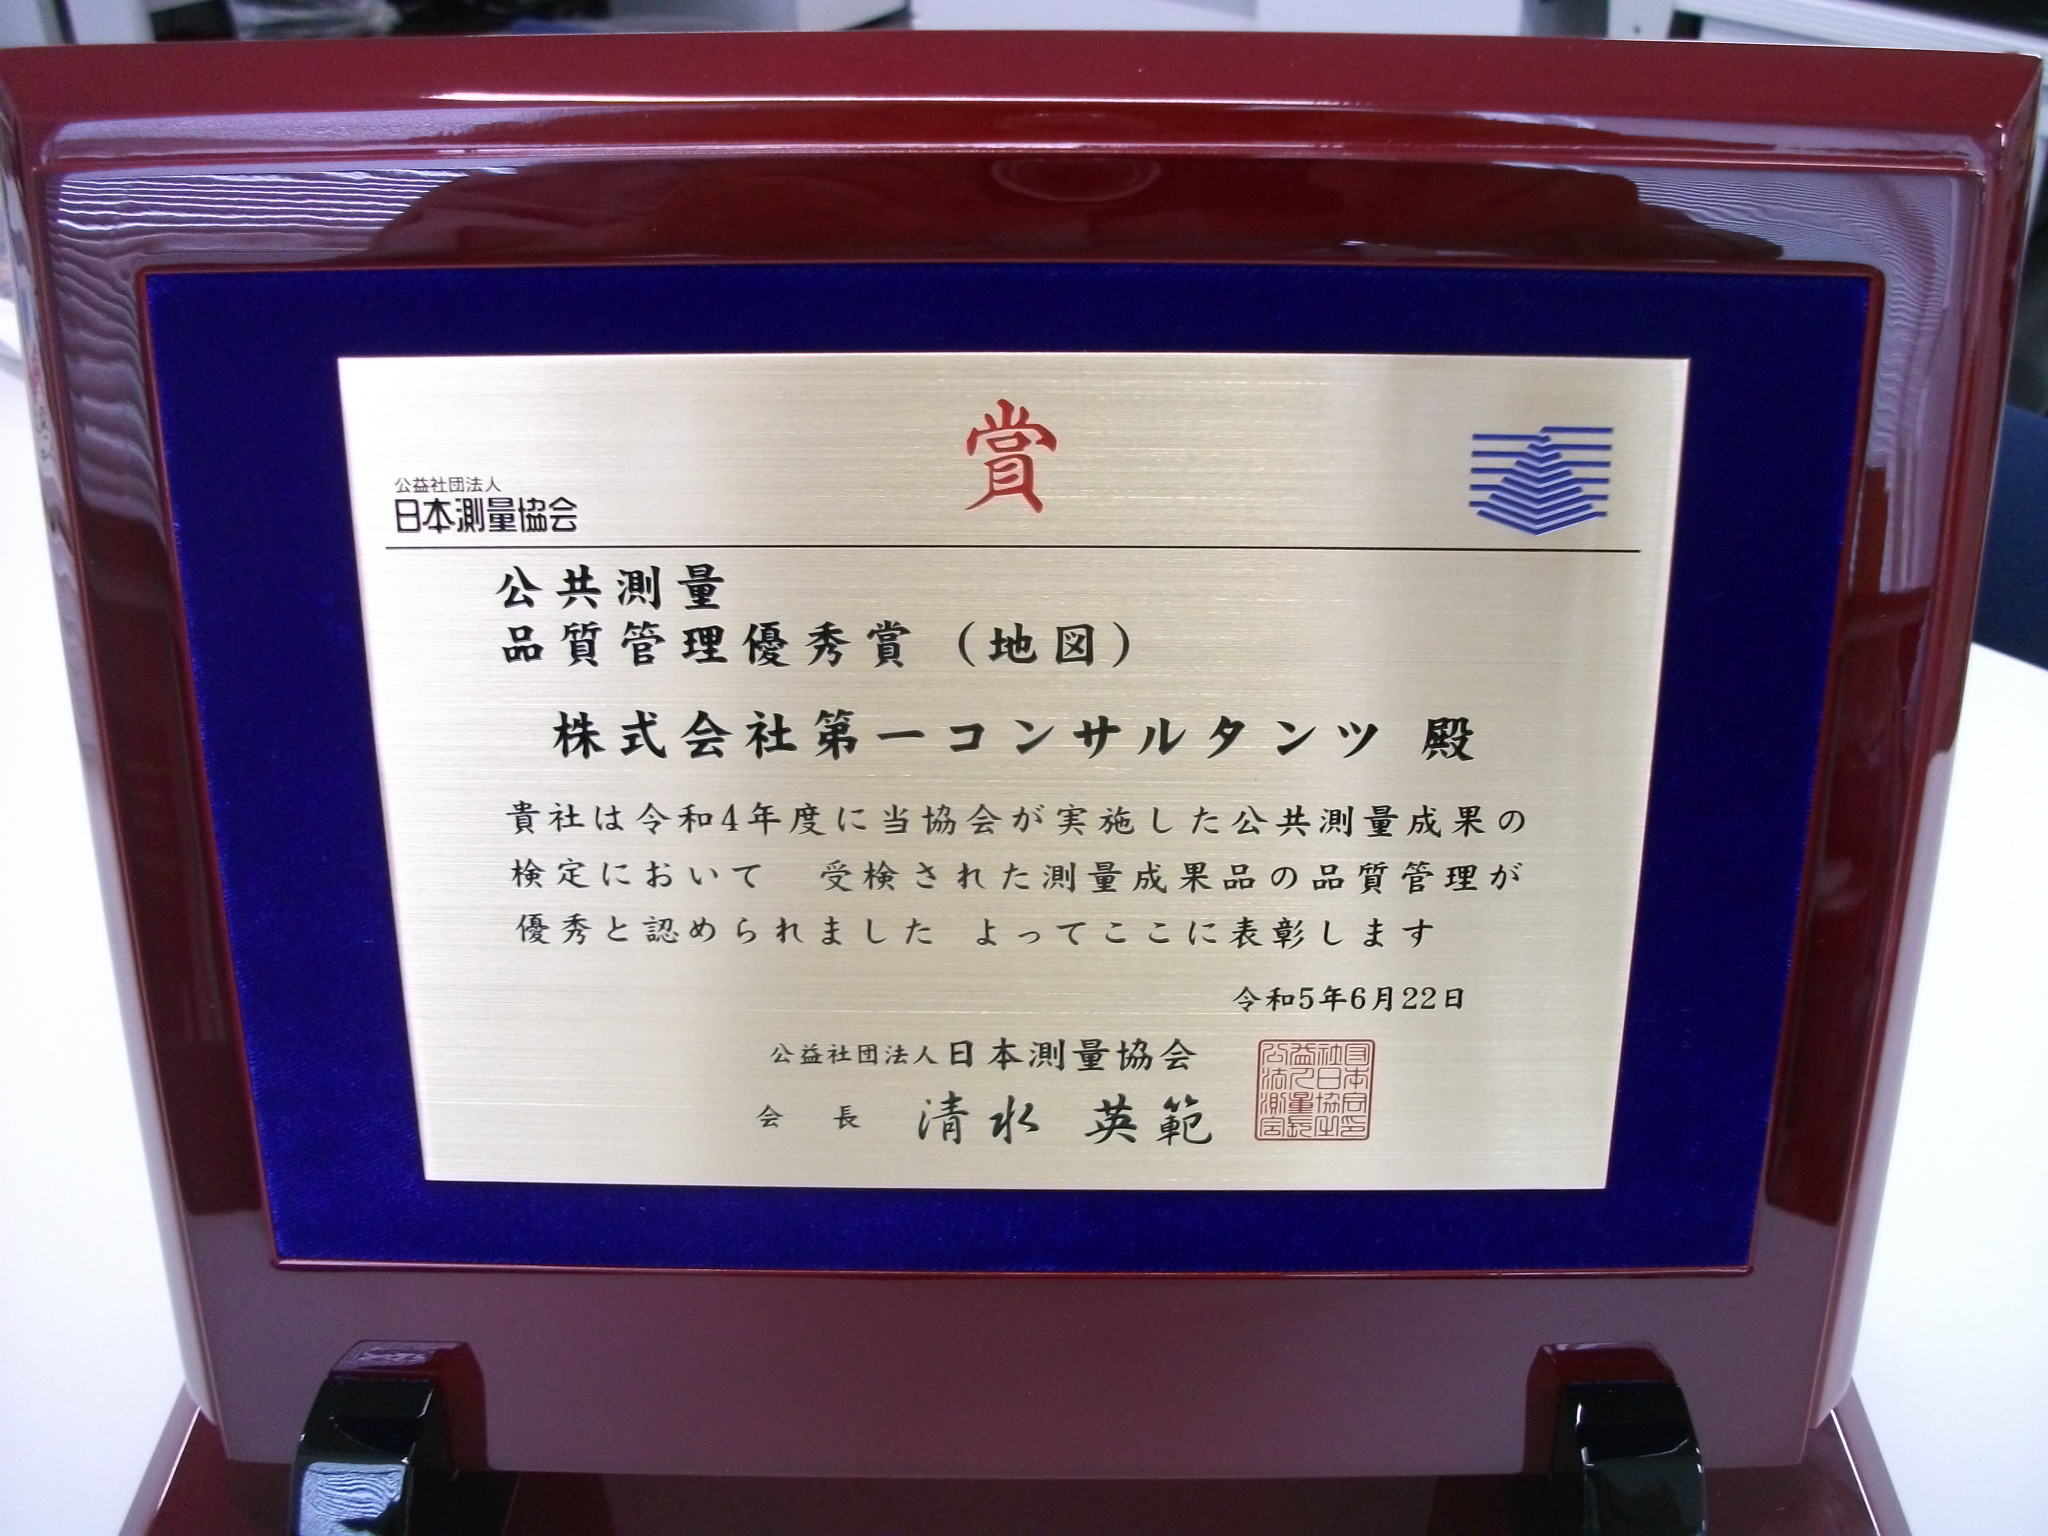 賞
公益社団法人
日本測量協会
公共測量
品質管理優秀賞（地図）
株式会社第一コンサルタンツ 殿
貴社は令和4年度に当協会が実施した公共測量成果の
検定において　受検された測量成果品の品質管理が
優秀と認められました よってここに表彰します
令和5年6月22日
公益社団法人日本測量協会
会　長　清水 英範